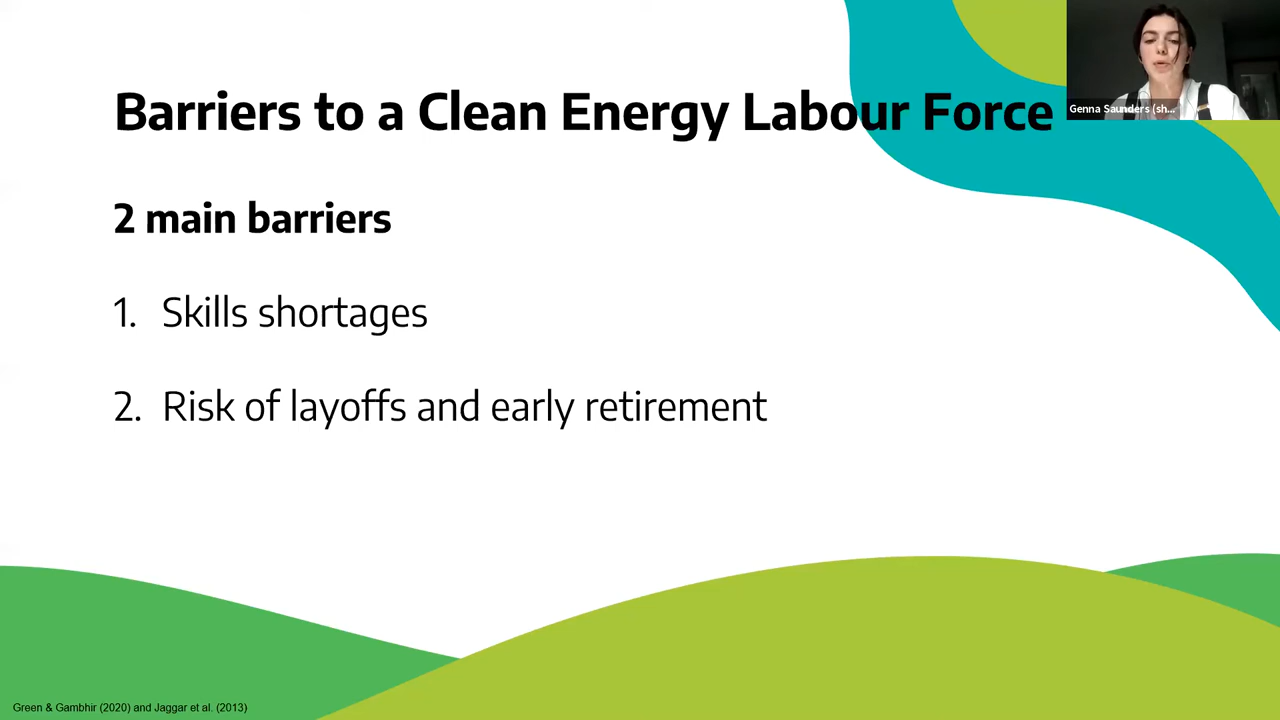 Barriers to a Clean Energy Labour Force
Genna Saunders (sh...
2 main barriers
1. Skills shortages
2. Risk of layoffs and early retirement
Green & Gambhir (2020) and Jaggar et al. (2013)